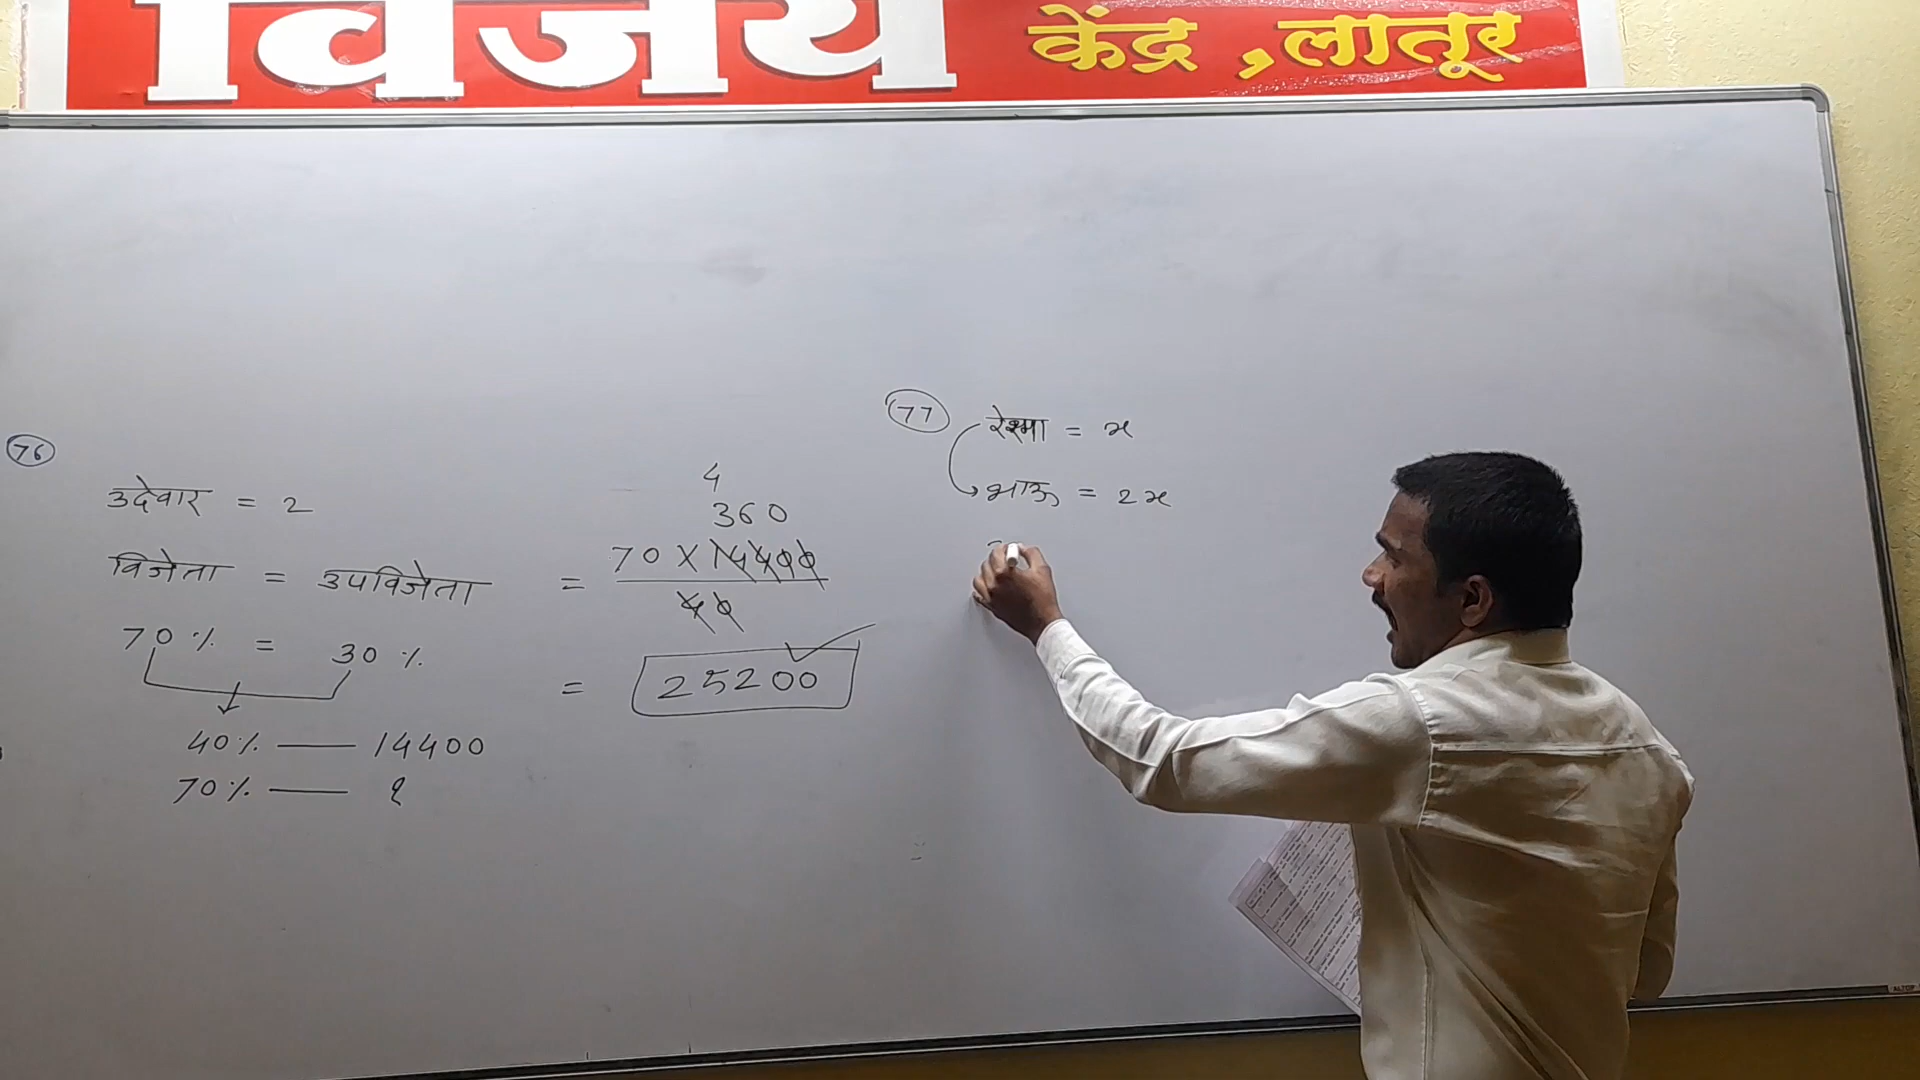 विजय केंद्र, लातूर
76
उदेवार = 2
विजेता = उपविजेता
70% = 30%
40% — 14400
70% — ?
4
360
= 70 X 14400
40
= 25200
77
रेश्मा = x
भाऊ = 2x